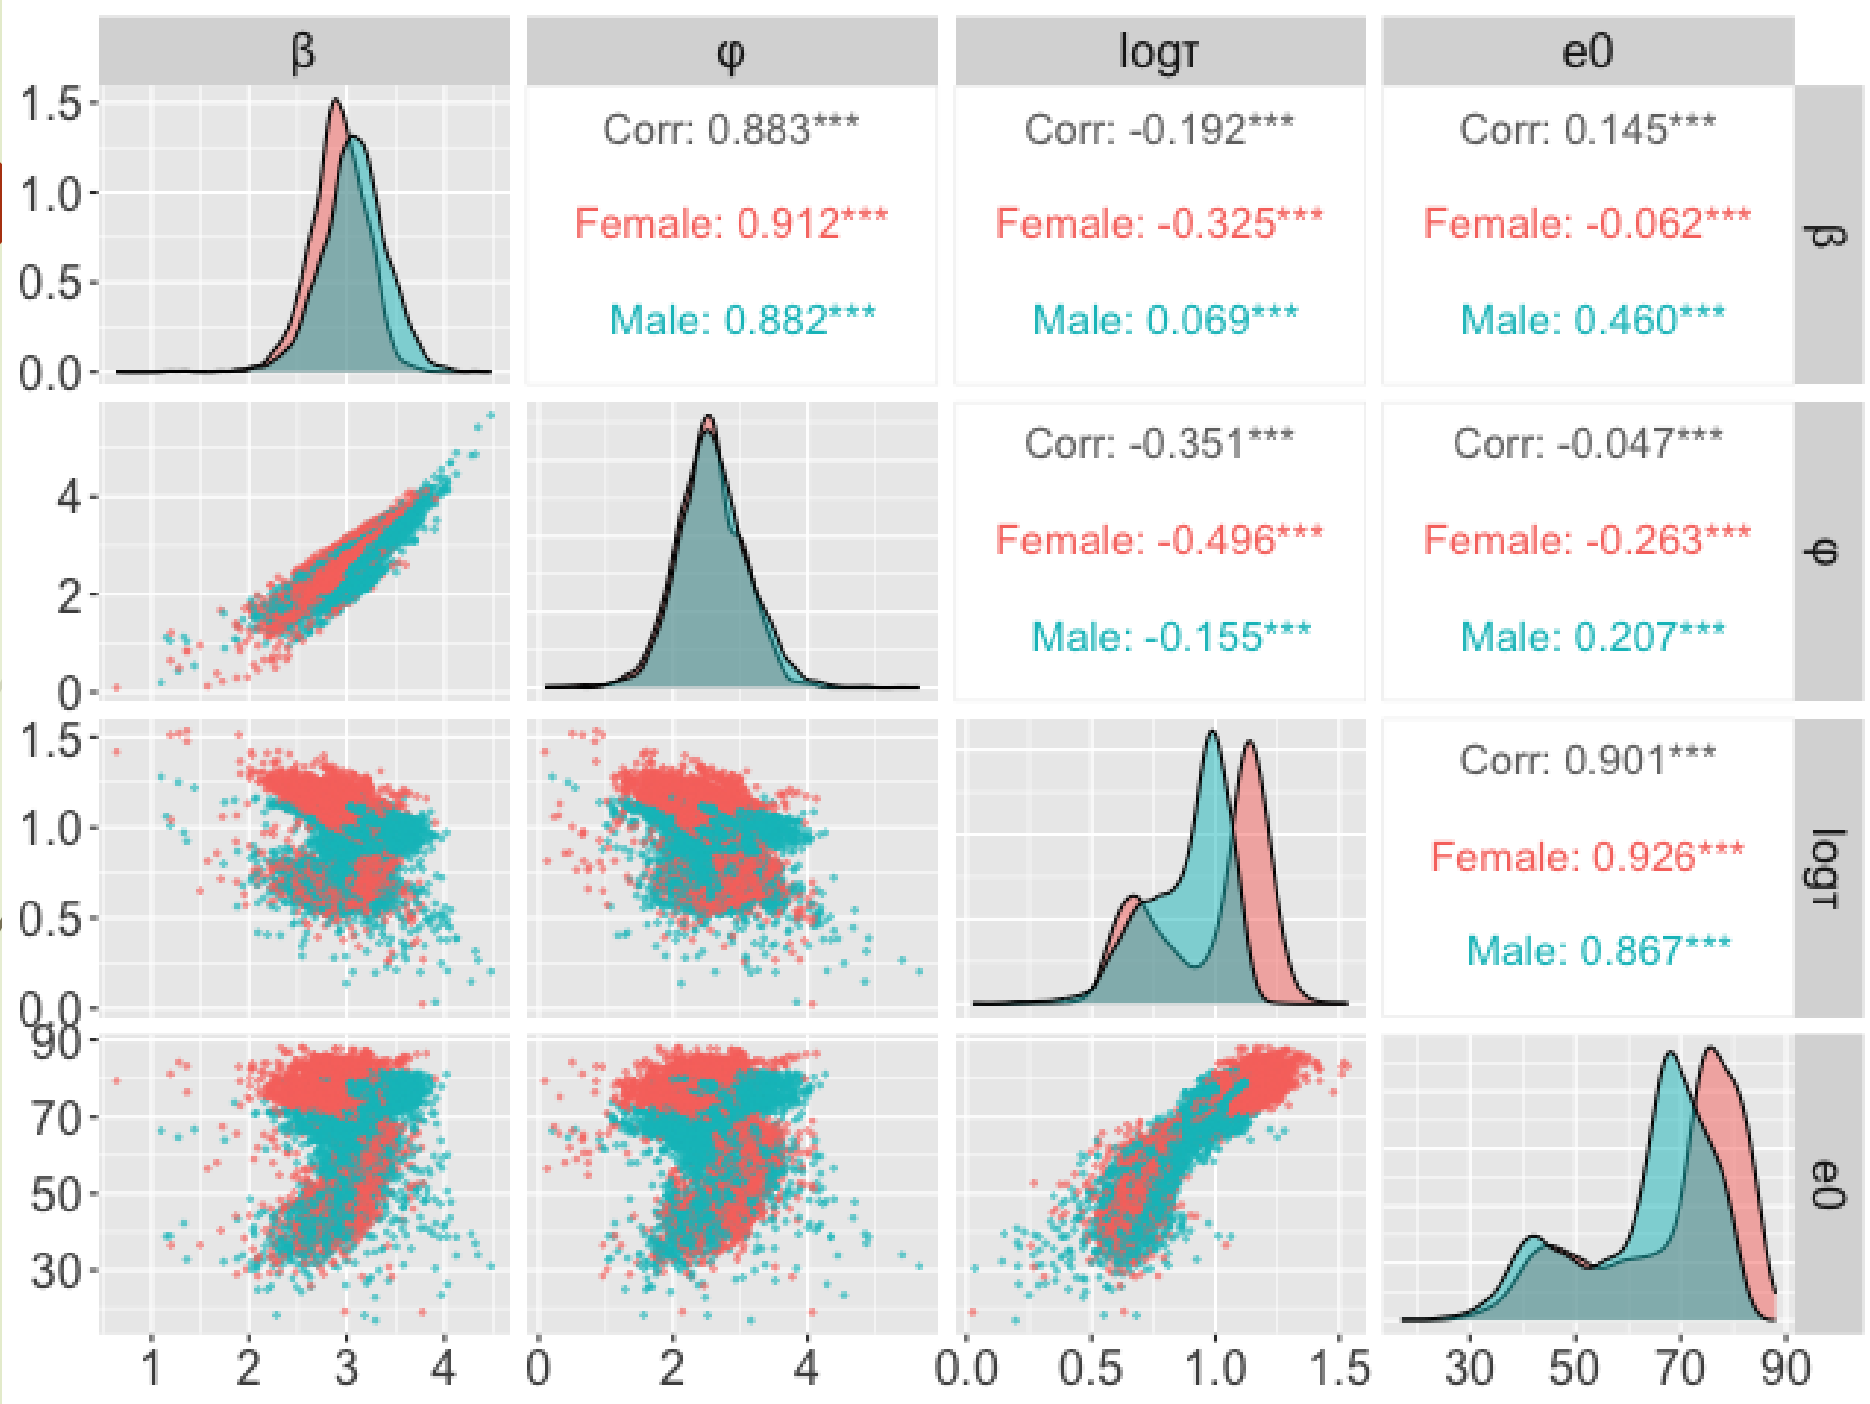 β φ logτ e0
1.5
1.0
0.5
0.0
Corr: 0.883***
Female: 0.912***
Male: 0.882***
Corr: -0.192***
Female: -0.325***
Male: 0.069***
Corr: 0.145***
Female: -0.062***
Male: 0.460***
β
4
2
0
Corr: -0.351***
Female: -0.496***
Male: -0.155***
Corr: -0.047***
Female: -0.263***
Male: 0.207***
φ
1.5
1.0
0.5
0.0
Corr: 0.901***
Female: 0.926***
Male: 0.867***
logτ
90
70
50
30
e0
1 2 3 4
0 2 4
0.0 0.5 1.0 1.5
30 50 70 90